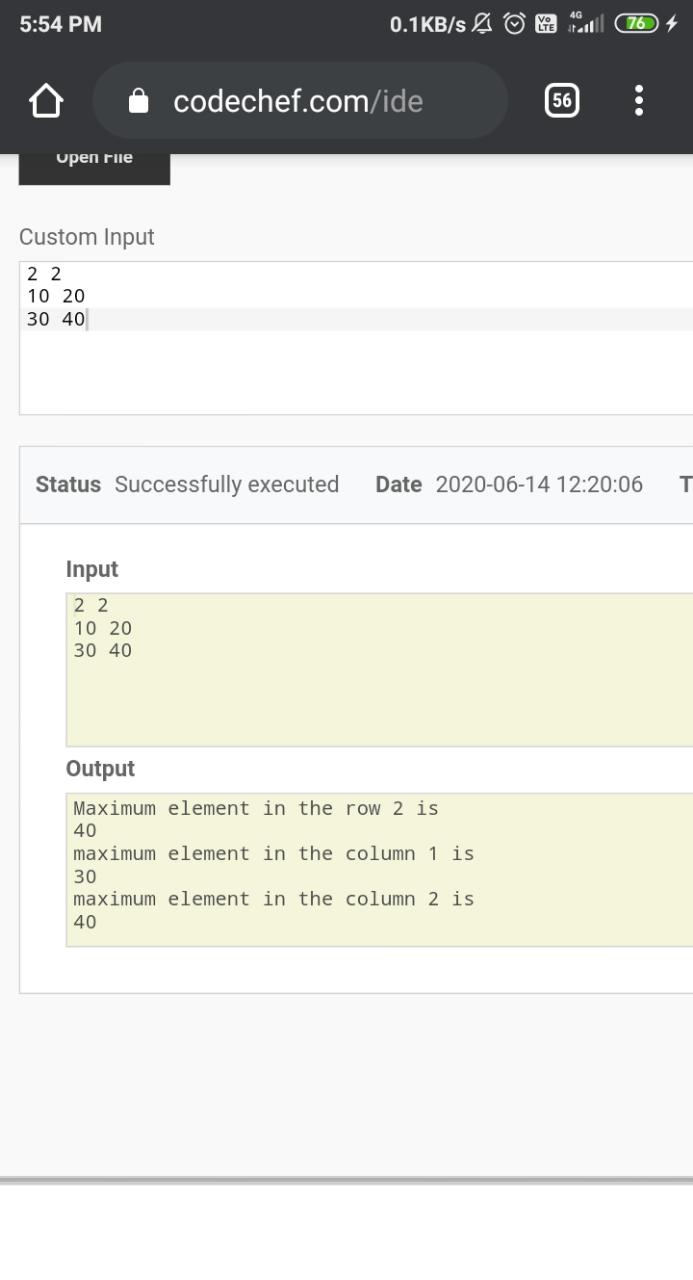 5:54 PM 0.1KB/s Vo LTE 4G 76
codechef.com/ide 56
Open File
Custom Input
2 2
10 20
30 40
Status Successfully executed Date 2020-06-14 12:20:06 T
Input
2 2
10 20
30 40
Output
Maximum element in the row 2 is
40
maximum element in the column 1 is
30
maximum element in the column 2 is
40